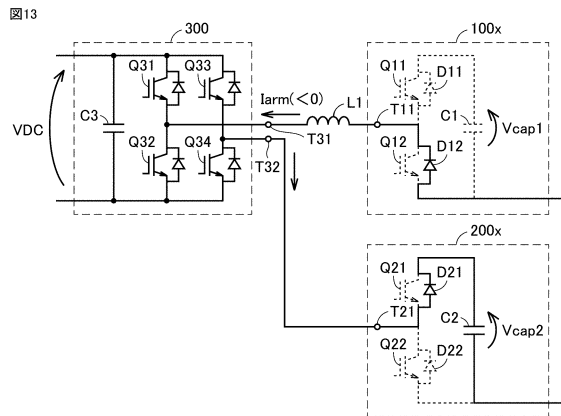 図13
300
100x
Q31
Q33
Iarm(<0)
L1
T11
Q11
D11
C1
Vcap1
VDC
C3
Q32
Q34
T31
T32
Q12
D12
200x
Q21
D21
T21
C2
Vcap2
Q22
D22